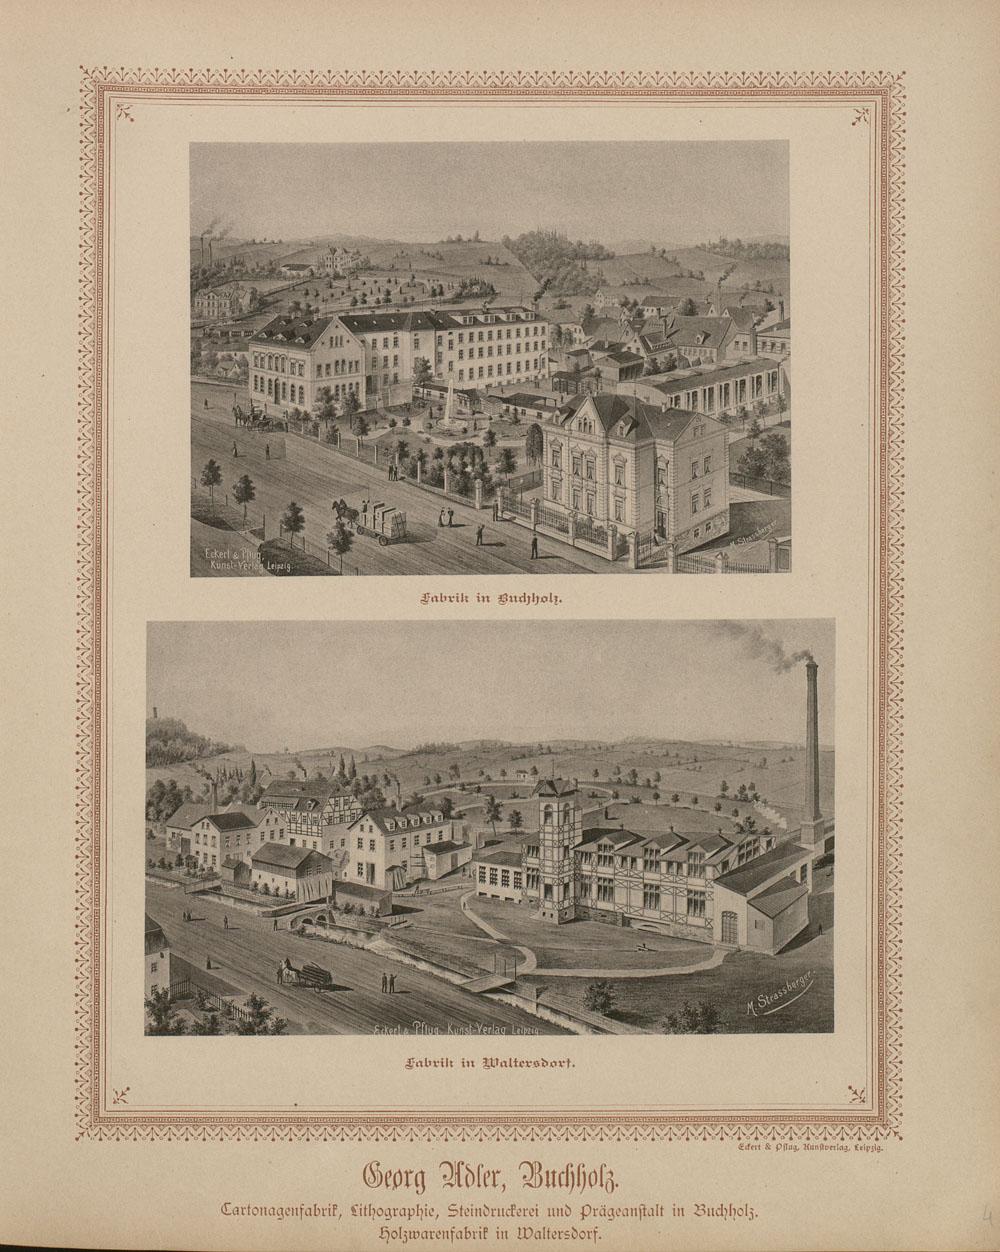 Eckert & Pflug,
Kunst-Verlag Leipzig.
M. Strassberger
Fabrik in Buchholz.
M. Strassberger
Eckert & Pflug, Kunst-Verlag Leipzig.
Fabrik in Waltersdorf.
Eckert & Pflug, Kunstverlag, Leipzig.
Georg Adler, Buchholz.
Cartonagenfabrik, Lithographie, Steindruckerei und Prägeanstalt in Buchholz.
Holzwarenfabrik in Waltersdorf.
4